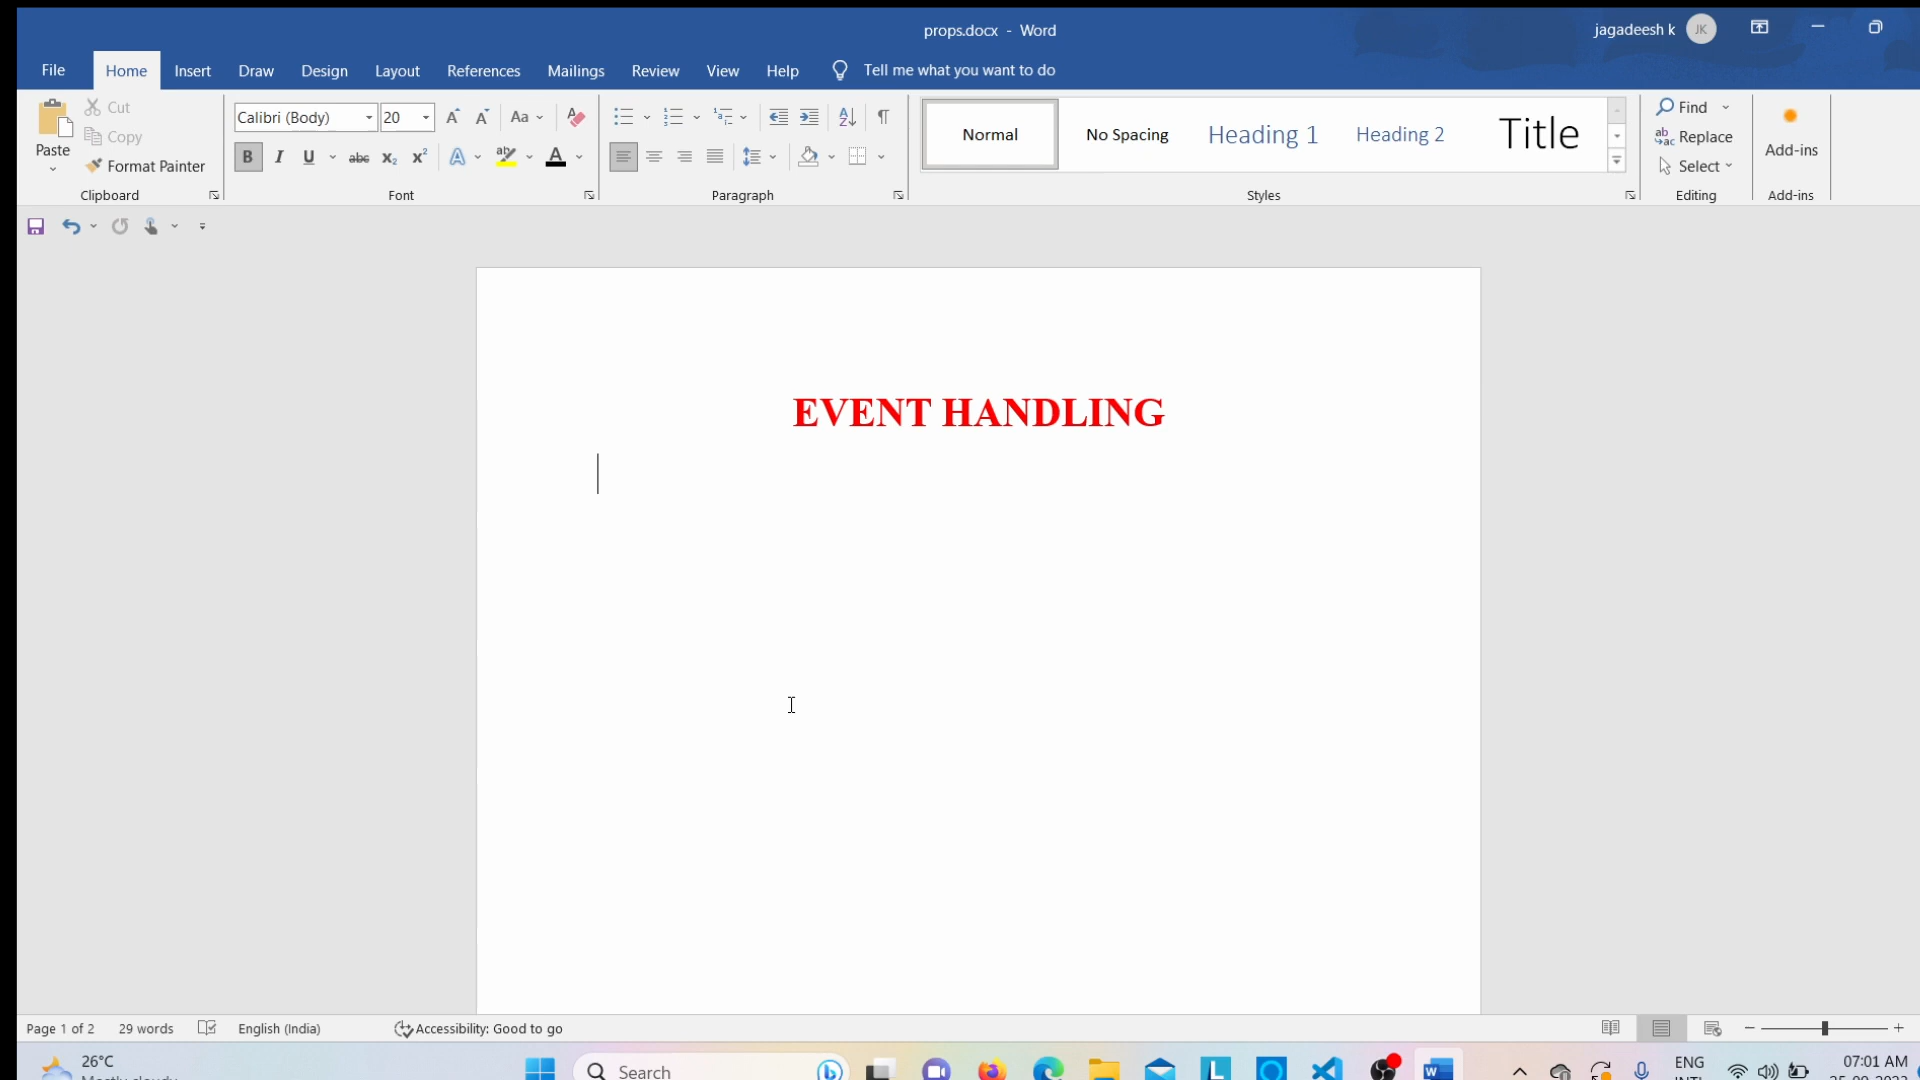 props.docx - Word
jagadeesh k JK
File Home Insert Draw Design Layout References Mailings Review View Help Tell me what you want to do
Paste
Cut
Copy
Format Painter
Clipboard
Calibri (Body) 20
Font
Paragraph
Normal No Spacing Heading 1 Heading 2 Title
Styles
Find
Replace
Select
Editing
Add-ins
Add-ins
EVENT HANDLING
Page 1 of 2 29 words English (India) Accessibility: Good to go
26°C
Search
ENG
07:01 AM